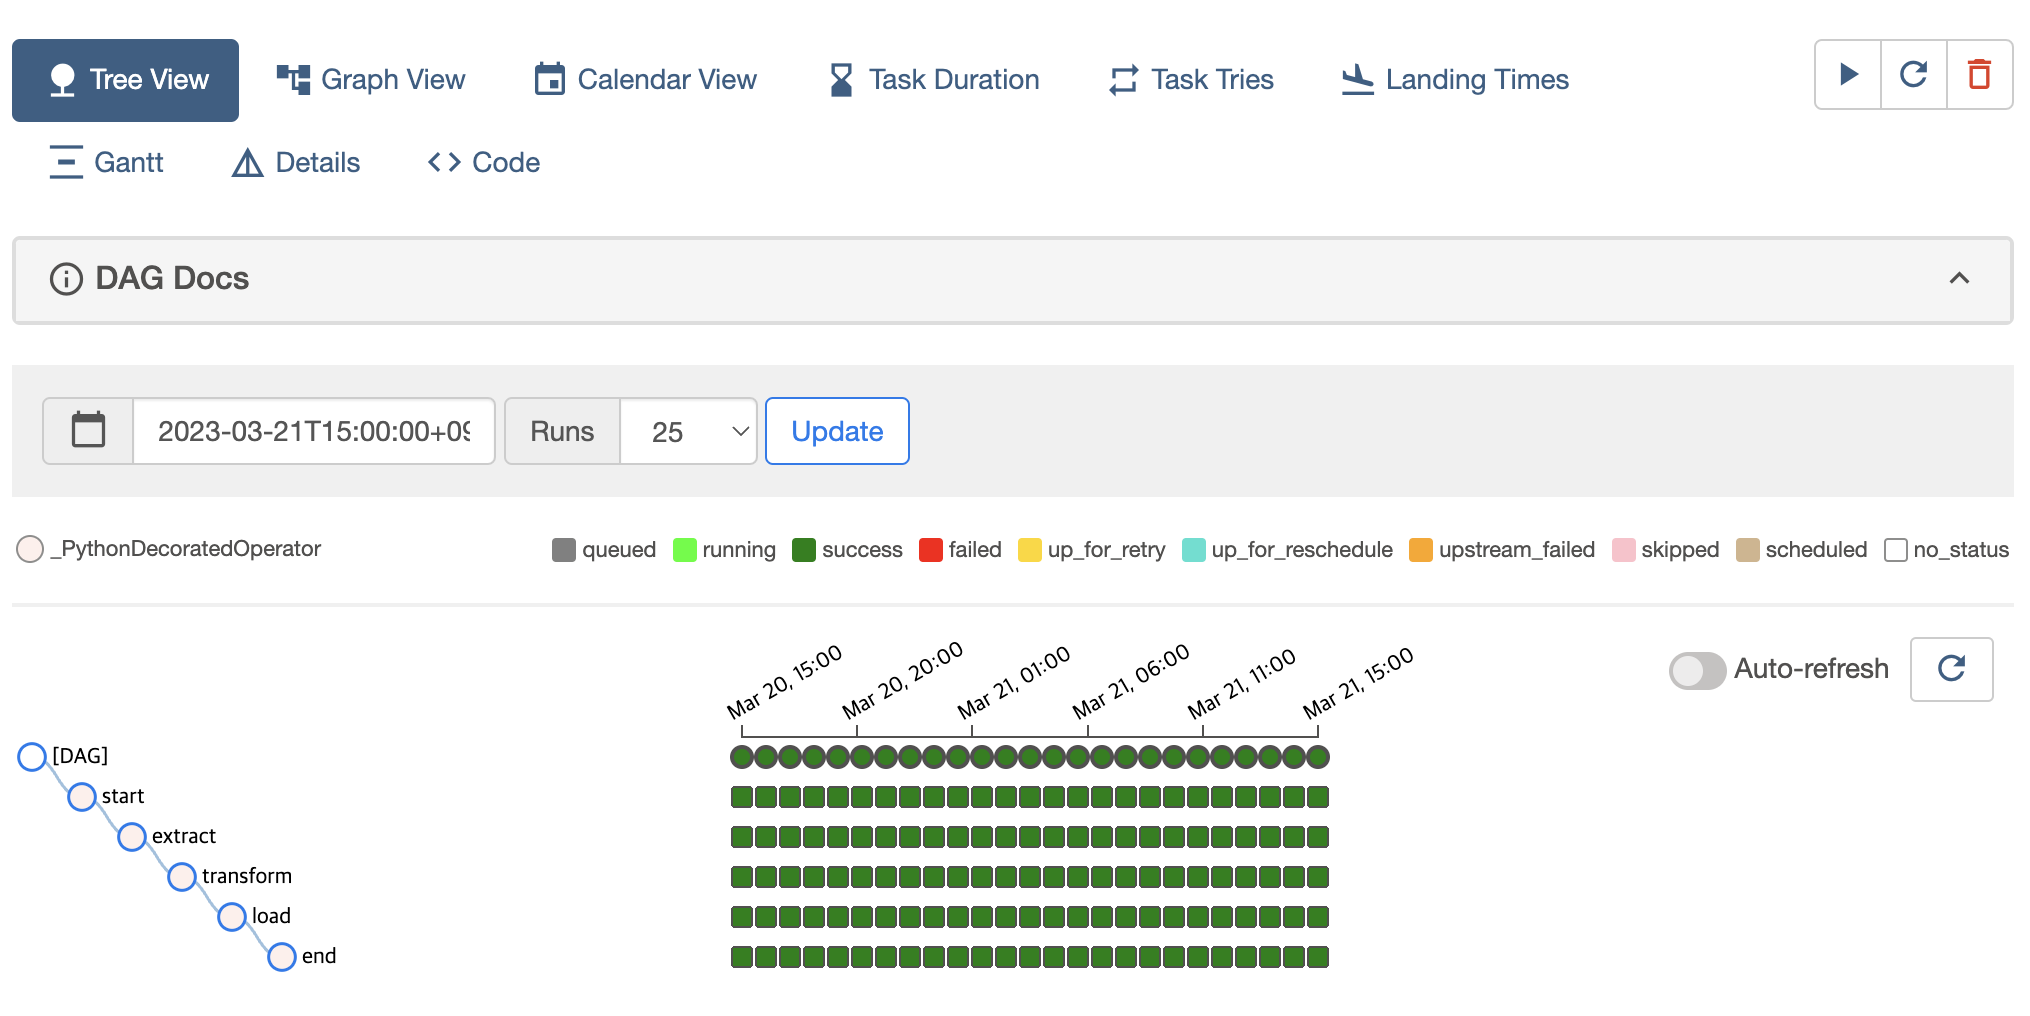 Tree View Graph View Calendar View Task Duration Task Tries Landing Times
Gantt Details Code
DAG Docs
2023-03-21T15:00:00+09 Runs 25 Update
_PythonDecoratedOperator queued running success failed up_for_retry up_for_reschedule upstream_failed skipped scheduled no_status
Mar 20, 15:00 Mar 20, 20:00 Mar 21, 01:00 Mar 21, 06:00 Mar 21, 11:00 Mar 21, 15:00
Auto-refresh
[DAG]
start
extract
transform
load
end